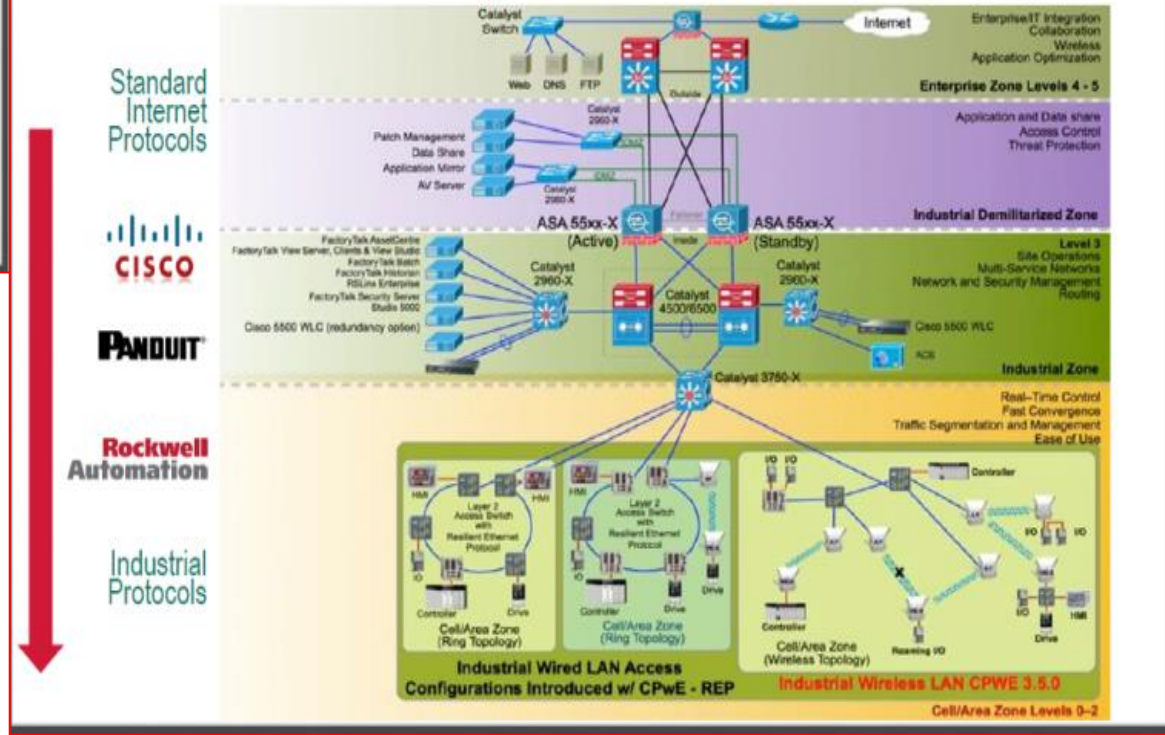 Standard
Internet
Protocols
CISCO
PANDUIT
Rockwell
Automation
Industrial
Protocols
Catalyst
Switch
Web DNS FTP
Internet
Enterprise/IT Integration
Collaboration
Wireless
Application Optimization
Enterprise Zone Levels 4 - 5
Outside
Patch Management
Data Share
Application Mirror
AV Server
Catalyst
2960-X
Catalyst
2960-X
Application and Data share
Access Control
Threat Protection
Industrial Demilitarized Zone
ASA 55xx-X
(Active)
Failover
ASA 55xx-X
(Standby)
Inside
FactoryTalk AssetCentre
FactoryTalk View Server, Clients & View Studio
FactoryTalk Batch
FactoryTalk Historian
RSLinx Enterprise
FactoryTalk Security Server
Studio 5000
Cisco 5500 WLC (redundancy option)
Catalyst
2960-X
Catalyst
4500/6500
Catalyst
2960-X
Cisco 5500 WLC
Level 3
Site Operations
Multi-Service Networks
Network and Security Management
Routing
Industrial Zone
Catalyst 3750-X
Real-Time Control
Fast Convergence
Traffic Segmentation and Management
Ease of Use
HMI
HMI
Layer 2
Access Switch
with
Resilient Ethernet
Protocol
IO
Controller
Drive
Cell/Area Zone
(Ring Topology)
HMI
Layer 2
Access Switch
with
Resilient Ethernet
Protocol
IO
Controller
Drive
Drive
Cell/Area Zone
(Ring Topology)
I/O I/O
Controller
I/O
I/O
I/O
HMI
Drive
Controller
X
Roaming I/O
Cell/Area Zone
(Wireless Topology)
Industrial Wired LAN Access
Configurations Introduced w/ CPwE - REP
Industrial Wireless LAN CPWE 3.5.0
Cell/Area Zone Levels 0–2